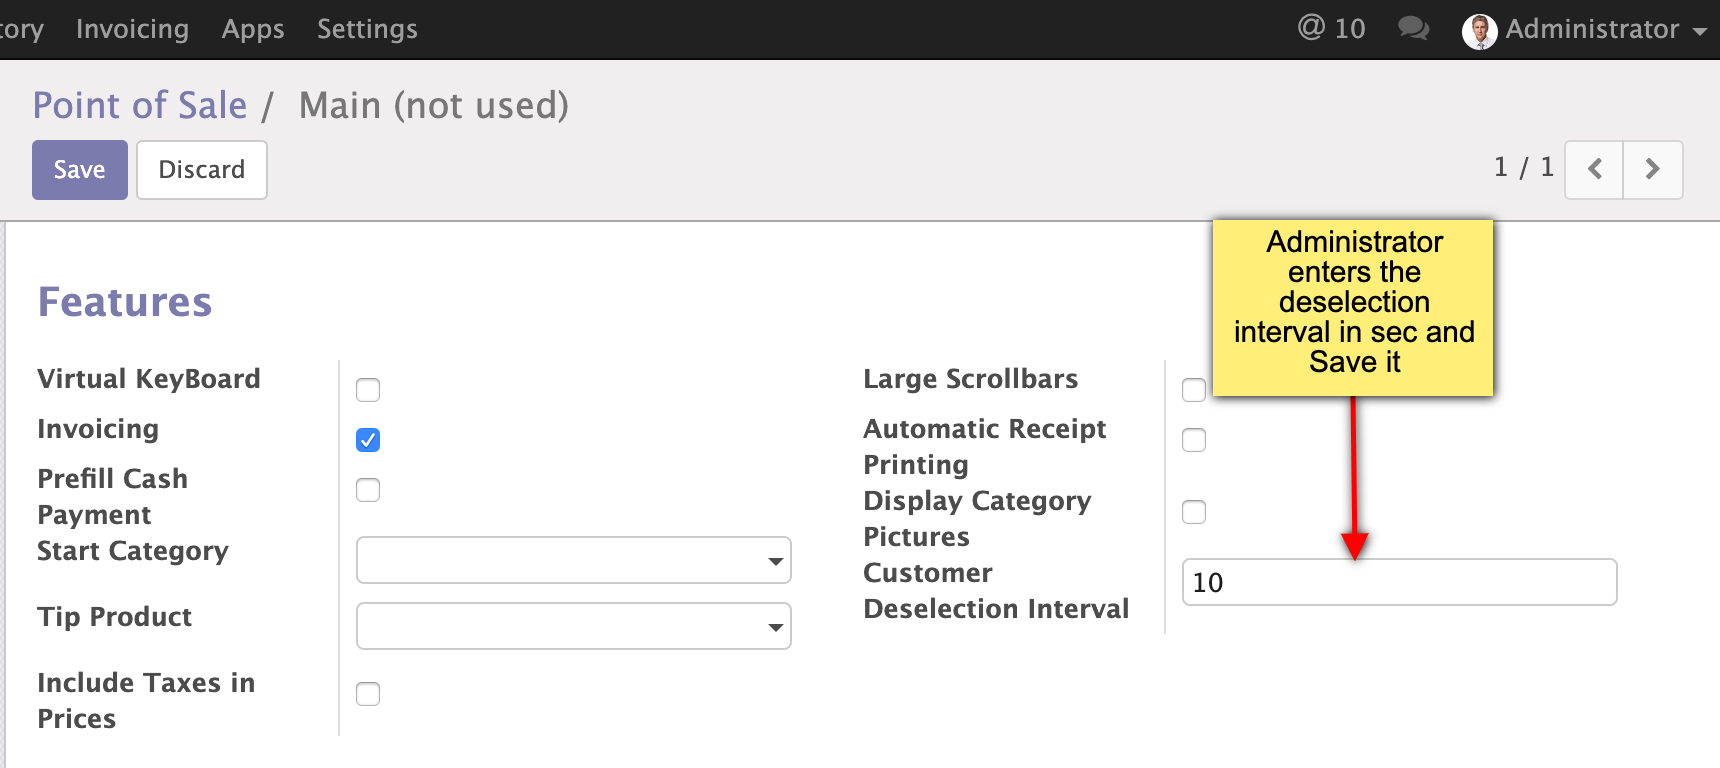 tory Invoicing Apps Settings @ 10 Administrator
Point of Sale / Main (not used)
Save Discard 1 / 1
Administrator
enters the
deselection
interval in sec and
Save it
Features
Virtual KeyBoard
Invoicing
Prefill Cash
Payment
Start Category
Tip Product
Include Taxes in
Prices
Large Scrollbars
Automatic Receipt
Printing
Display Category
Pictures
Customer
Deselection Interval
10